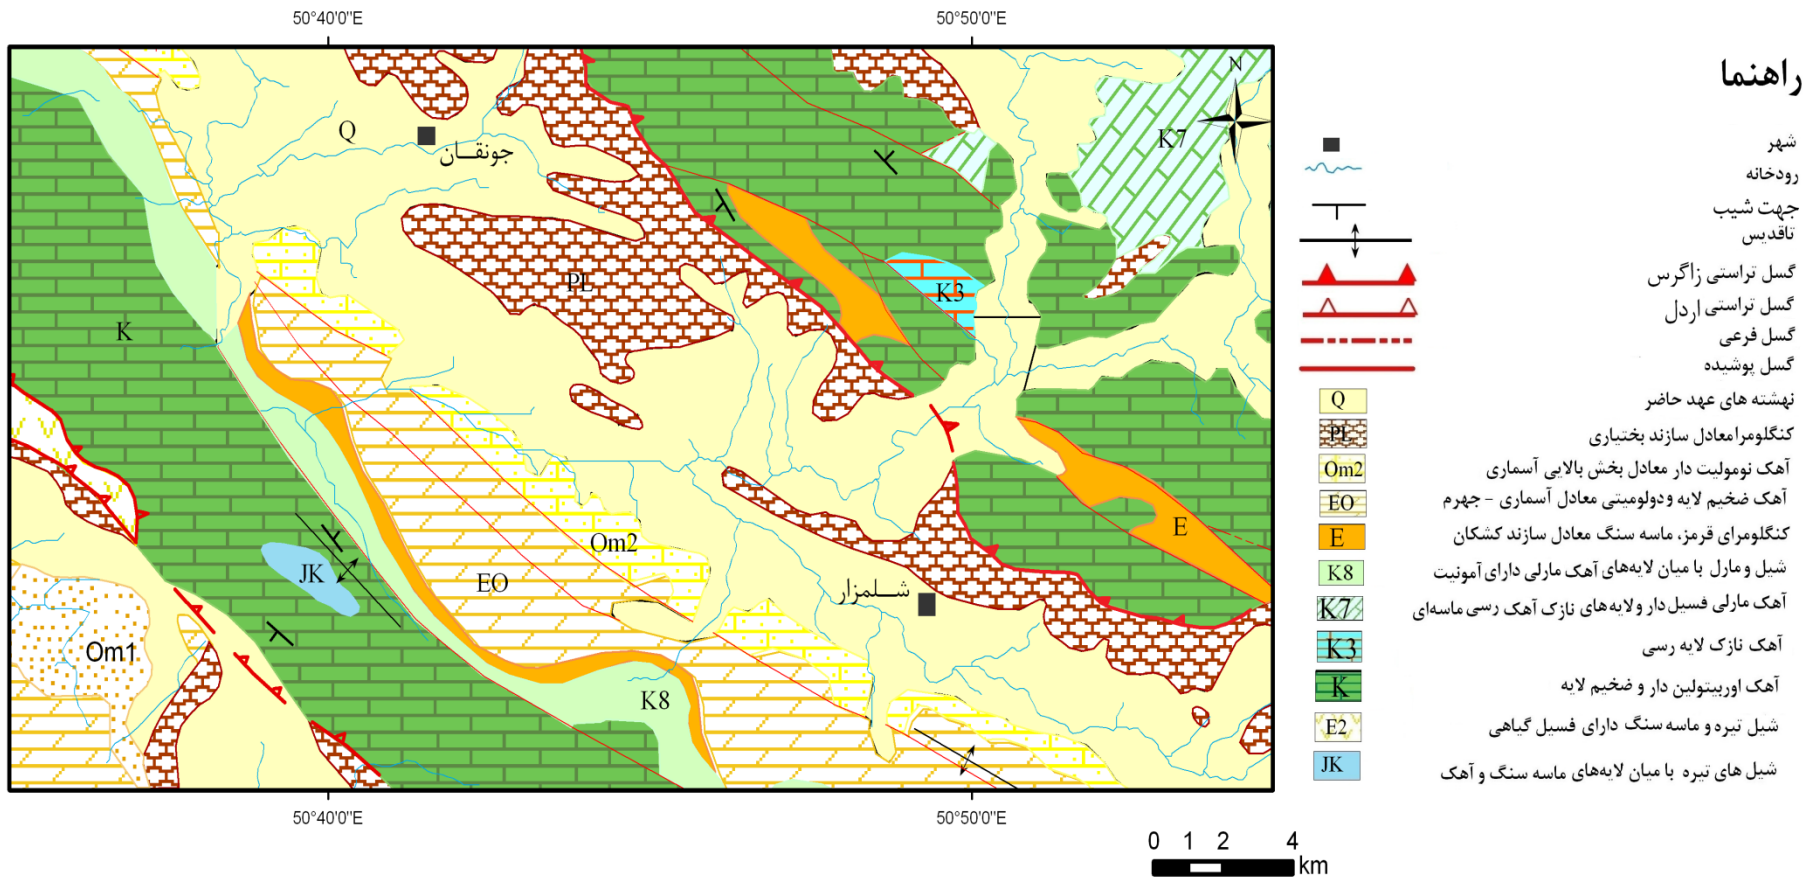 50°40'0"E
50°50'0"E
N
K7
Q
جونقان
PL
K3
K
E
Om2
EO
JK
شلمزار
Om1
K8
50°40'0"E
50°50'0"E
0 1 2 4
km
راهنما
شهر
رودخانه
جهت شیب
تاقدیس
گسل تراستی زاگرس
گسل تراستی اردل
گسل فرعی
گسل پوشیده
Q نهشته های عهد حاضر
PL کنگلومرا معادل سازند بختیاری
Om2 آهک نومولیت دار معادل بخش بالایی آسماری
EO آهک ضخیم لایه و دولومیتی معادل آسماری - جهرم
E کنگلومرای قرمز، ماسه سنگ معادل سازند کشکان
K8 شیل و مارل با میان لایه‌های آهک مارلی دارای آمونیت
K7 آهک مارلی فسیل دار و لایه‌های نازک آهک رسی ماسه‌ای
K3 آهک نازک لایه رسی
K آهک اوربیتولین دار و ضخیم لایه
E2 شیل تیره و ماسه سنگ دارای فسیل گیاهی
JK شیل های تیره با میان لایه‌های ماسه سنگ و آهک